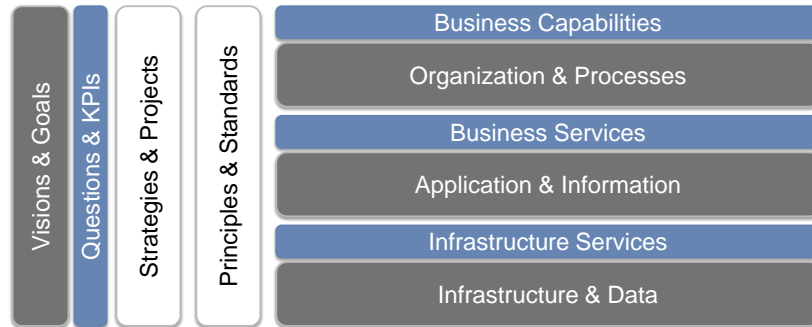 Visions & Goals
Questions & KPIs
Strategies & Projects
Principles & Standards
Business Capabilities
Organization & Processes
Business Services
Application & Information
Infrastructure Services
Infrastructure & Data